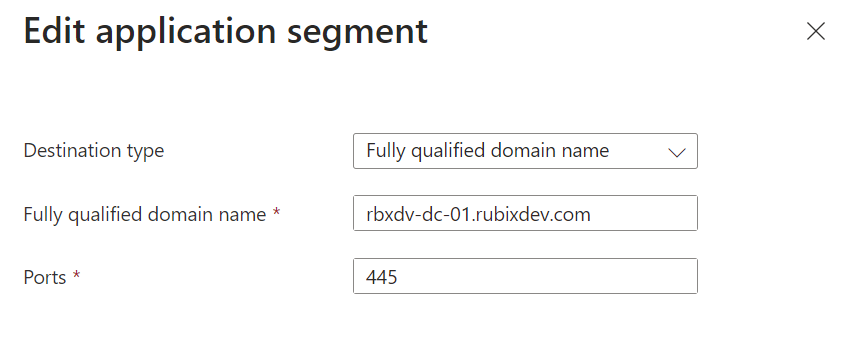 Edit application segment
Destination type Fully qualified domain name
Fully qualified domain name * rbxdv-dc-01.rubixdev.com
Ports * 445